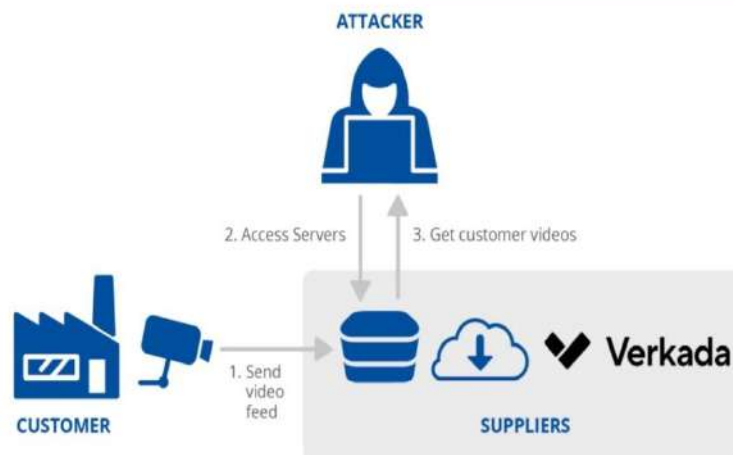 ATTACKER
2. Access Servers
3. Get customer videos
1. Send
video
feed
Verkada
CUSTOMER
SUPPLIERS